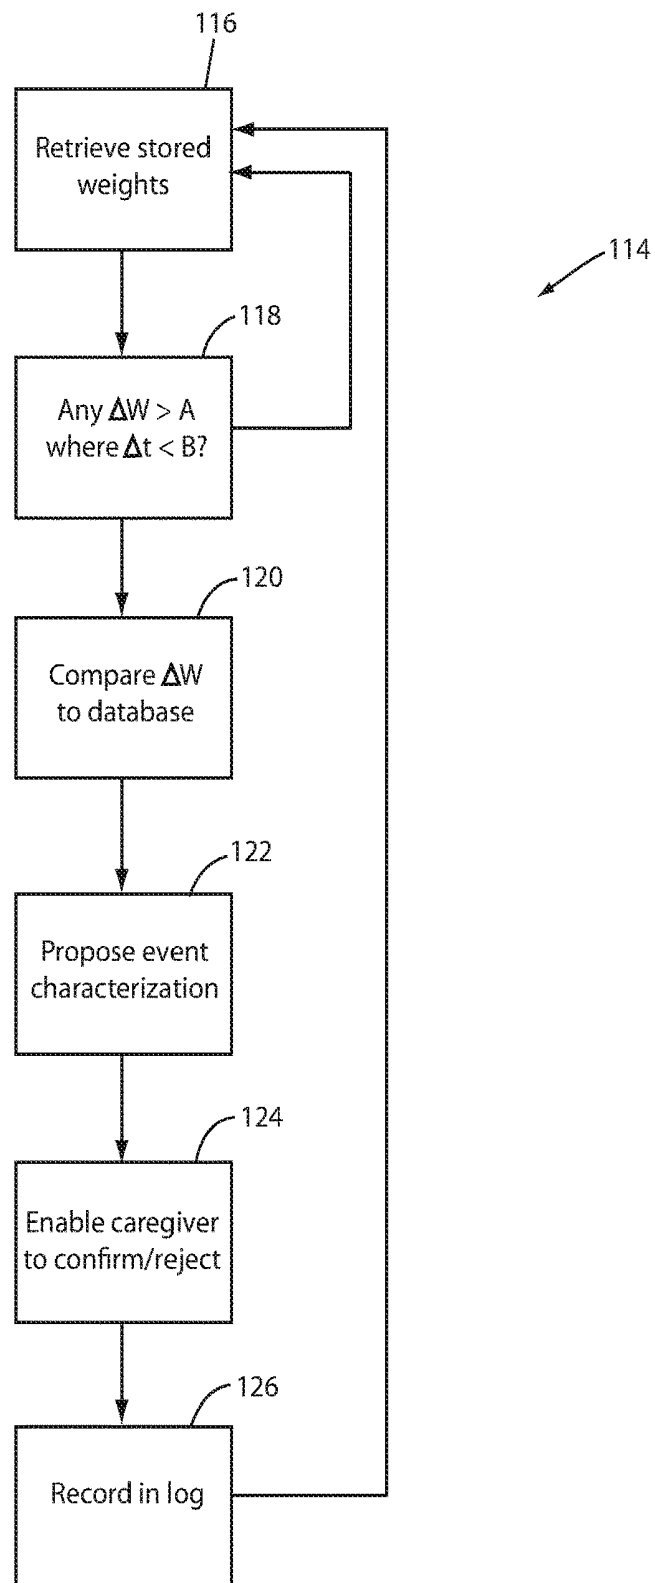 116
Retrieve stored
weights
114
118
Any ΔW > A
where Δt < B?
120
Compare ΔW
to database
122
Propose event
characterization
124
Enable caregiver
to confirm/reject
126
Record in log